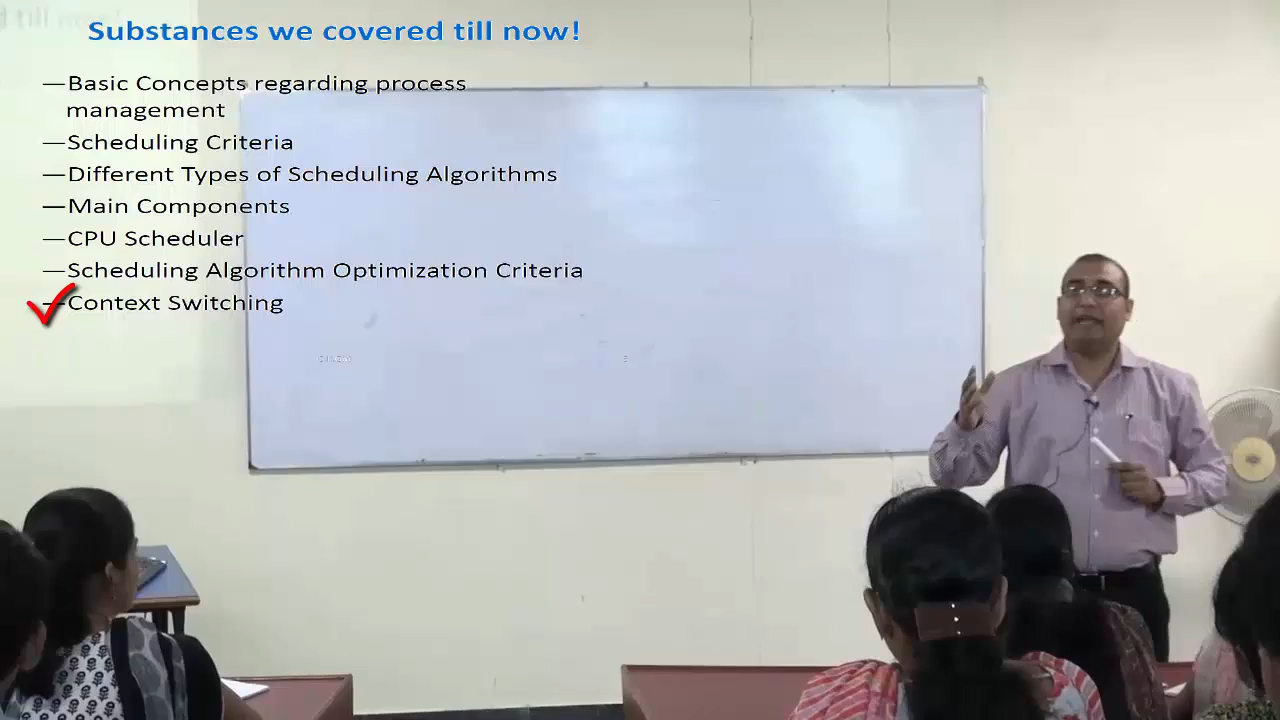 Substances we covered till now!
—Basic Concepts regarding process
management
—Scheduling Criteria
—Different Types of Scheduling Algorithms
—Main Components
—CPU Scheduler
—Scheduling Algorithm Optimization Criteria
—Context Switching